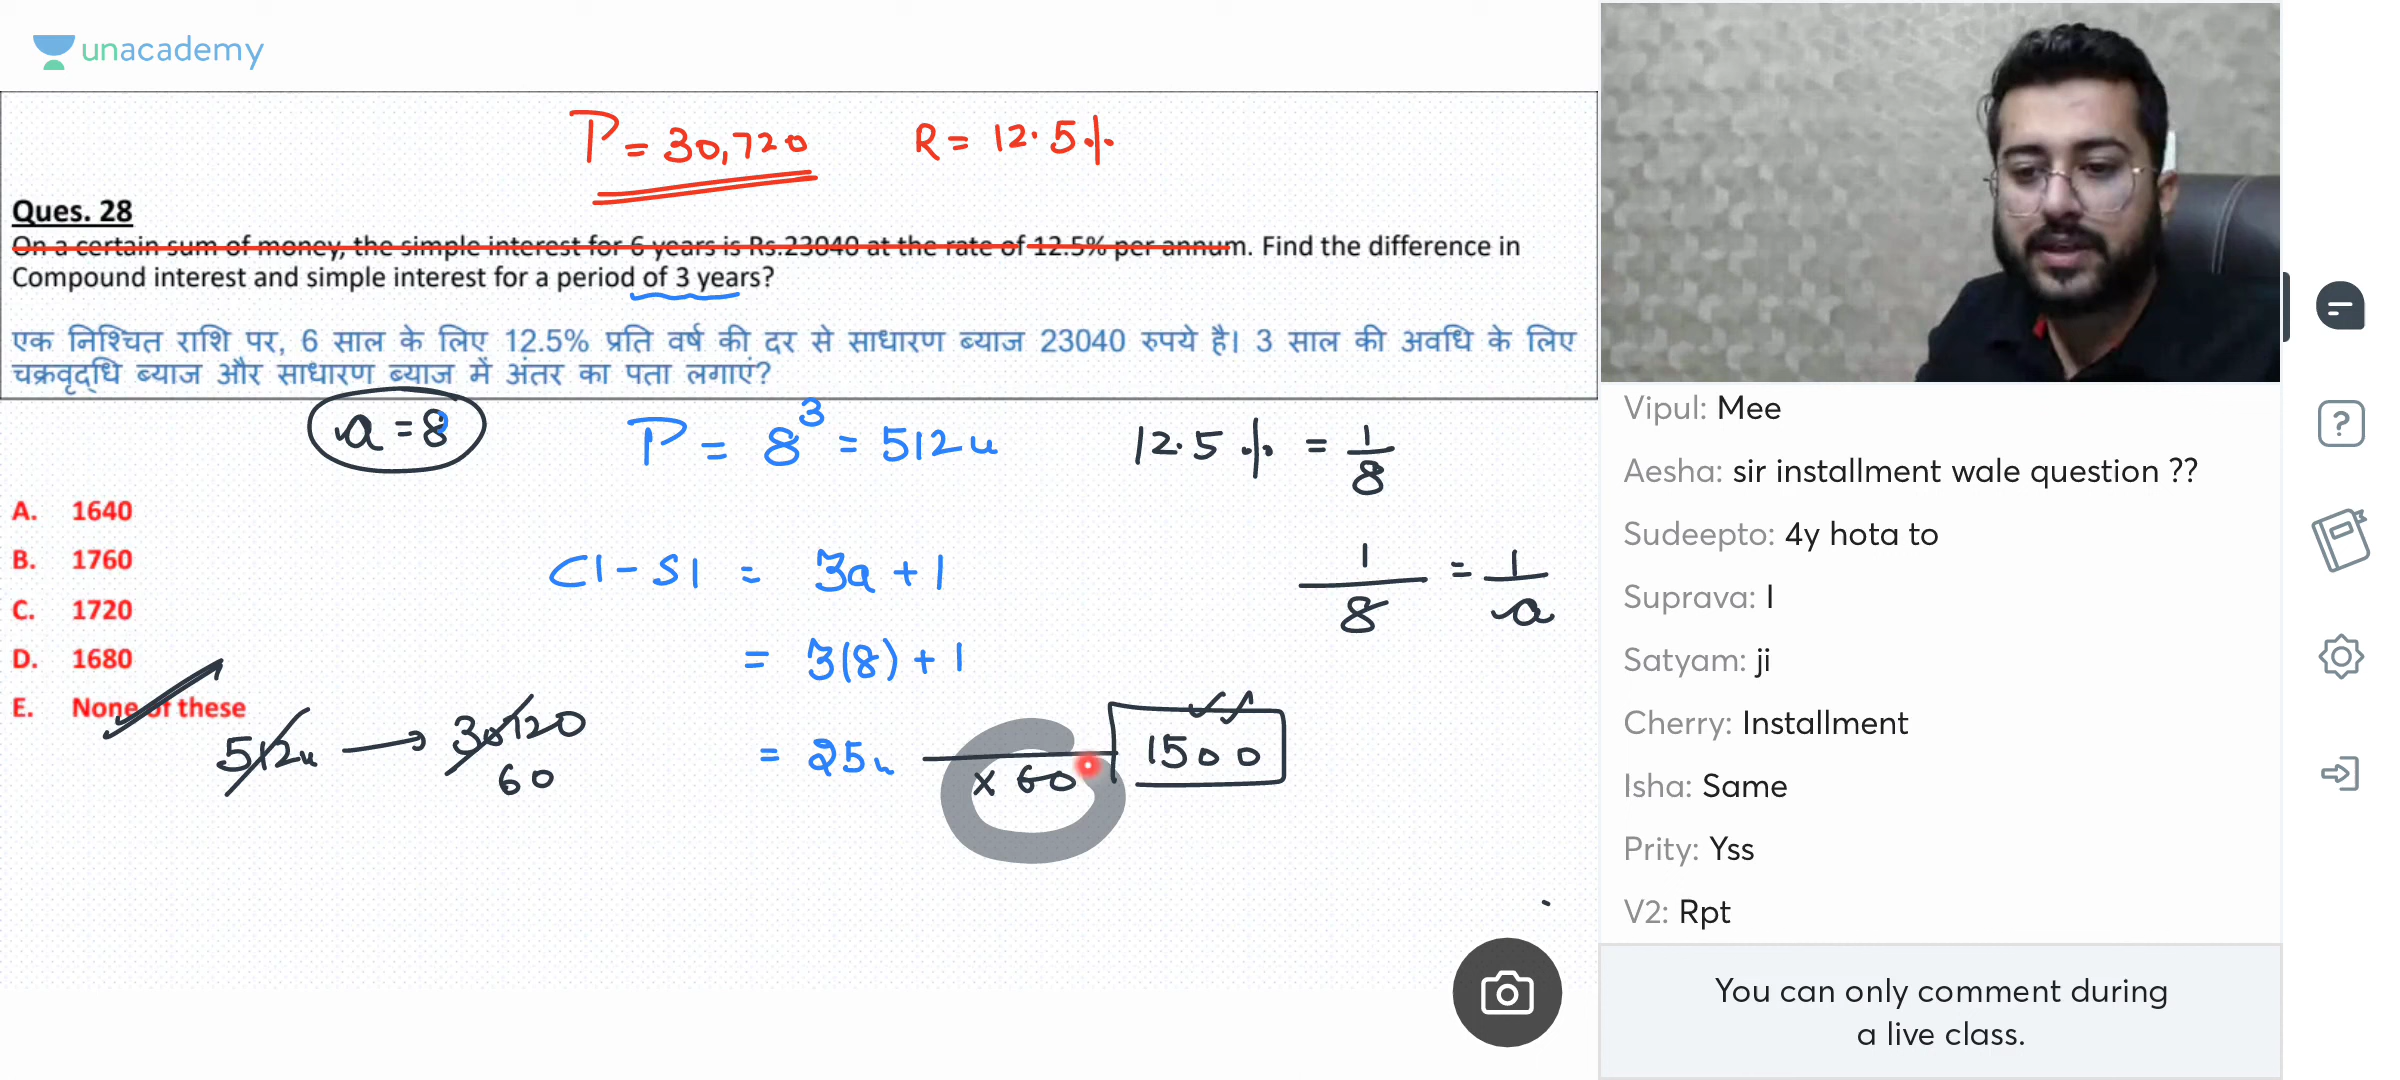 unacademy
P = 30,720 R = 12.5%
Ques. 28
On a certain sum of money, the simple interest for 6 years is Rs.23040 at the rate of 12.5% per annum. Find the difference in
Compound interest and simple interest for a period of 3 years?
एक निश्चित राशि पर, 6 साल के लिए 12.5% प्रति वर्ष की दर से साधारण ब्याज 23040 रुपये है। 3 साल की अवधि के लिए
चक्रवृद्धि ब्याज और साधारण ब्याज में अंतर का पता लगाएं?
a = 8
P = 8³ = 512u
12.5% = 1/8
A. 1640
B. 1760
C. 1720
D. 1680
E. None of these
CI - SI = 3a + 1
1/8 = 1/a
= 3(8) + 1
512u → 30720
60
= 25u x 60 1500
Vipul: Mee
Aesha: sir installment wale question ??
Sudeepto: 4y hota to
Suprava: I
Satyam: ji
Cherry: Installment
Isha: Same
Prity: Yss
V2: Rpt
You can only comment during
a live class.